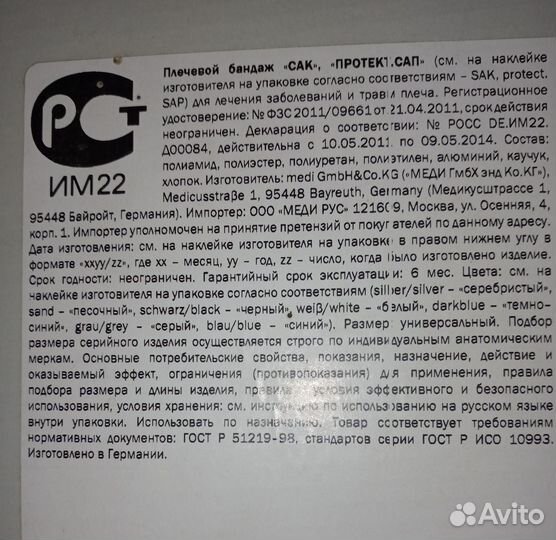 Плечевой бандаж "САК", "ПРОТЕКТ.САП" (см. на наклейке
изготовителя на упаковке согласно соответствиям – SAK, protect.
SAP) для лечения заболеваний и травм плеча. Регистрационное
удостоверение: № ФЗС 2011/09661 от 21.04.2011, срок действия
неограничен. Декларация о соответствии: № РОСС DE.ИМ22.
Д00084, действительна с 10.05.2011 по 09.05.2014. Состав:
полиамид, полиэстер, полиуретан, полиэтилен, алюминий, каучук,
хлопок. Изготовитель: medi GmbH&Co.KG («МЕДИ ГмбХ энд Ко.КГ»),
Medicusstraße 1, 95448 Bayreuth, Germany (Медикусштрассе 1,
РСТ
ИМ22
95448 Байройт, Германия). Импортер: ООО «МЕДИ РУС» 121609, Москва, ул. Осенняя, 4,
корп. 1. Импортер уполномочен на принятие претензий от покупателей по данному адресу.
Дата изготовления: см. на наклейке изготовителя на упаковке в правом нижнем углу в
формате «xxyy/zz», где xx – месяц, yy – год, zz – число, когда было изготовлено изделие.
Срок годности: неограничен. Гарантийный срок эксплуатации: 6 мес. Цвета: см. на
наклейке изготовителя на упаковке согласно соответствиям (silber/silver - «серебристый»,
sand – «песочный», schwarz/black - «черный», weiß/white - «белый», darkblue - «темно-
синий», grau/grey - «серый», blau/blue - «синий»). Размер: универсальный. Подбор
размера серийного изделия осуществляется строго по индивидуальным анатомическим
меркам. Основные потребительские свойства, показания, назначение, действие и
оказываемый эффект, ограничения (противопоказания) для применения, правила
подбора размера и длины изделия, правила и условия эффективного и безопасного
использования, условия хранения: см. инструкцию по использованию на русском языке
внутри упаковки. Использовать по назначению. Товар соответствует требованиям
нормативных документов: ГОСТ Р 51219-98, стандартов серии ГОСТ Р ИСО 10993.
Изготовлено в Германии.
Avito